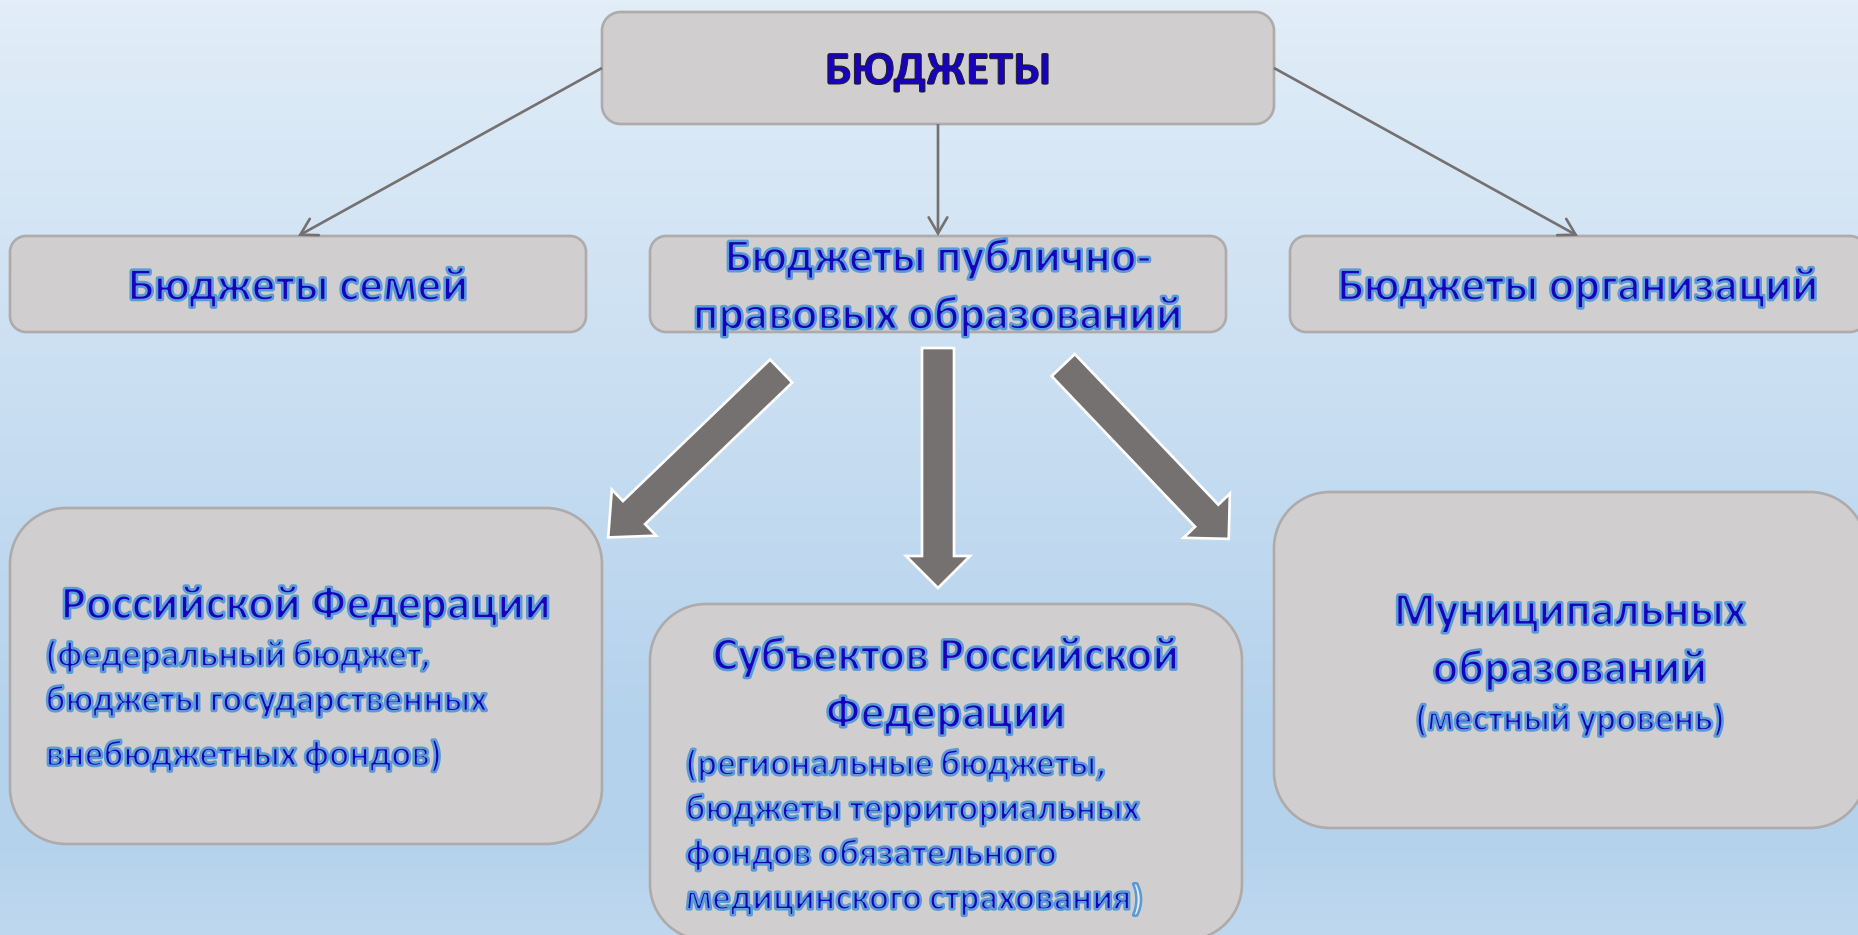 БЮДЖЕТЫ
Бюджеты семей
Бюджеты публично-
правовых образований
Бюджеты организаций
Российской Федерации
(федеральный бюджет,
бюджеты государственных
внебюджетных фондов)
Субъектов Российской
Федерации
(региональные бюджеты,
бюджеты территориальных
фондов обязательного
медицинского страхования)
Муниципальных
образований
(местный уровень)